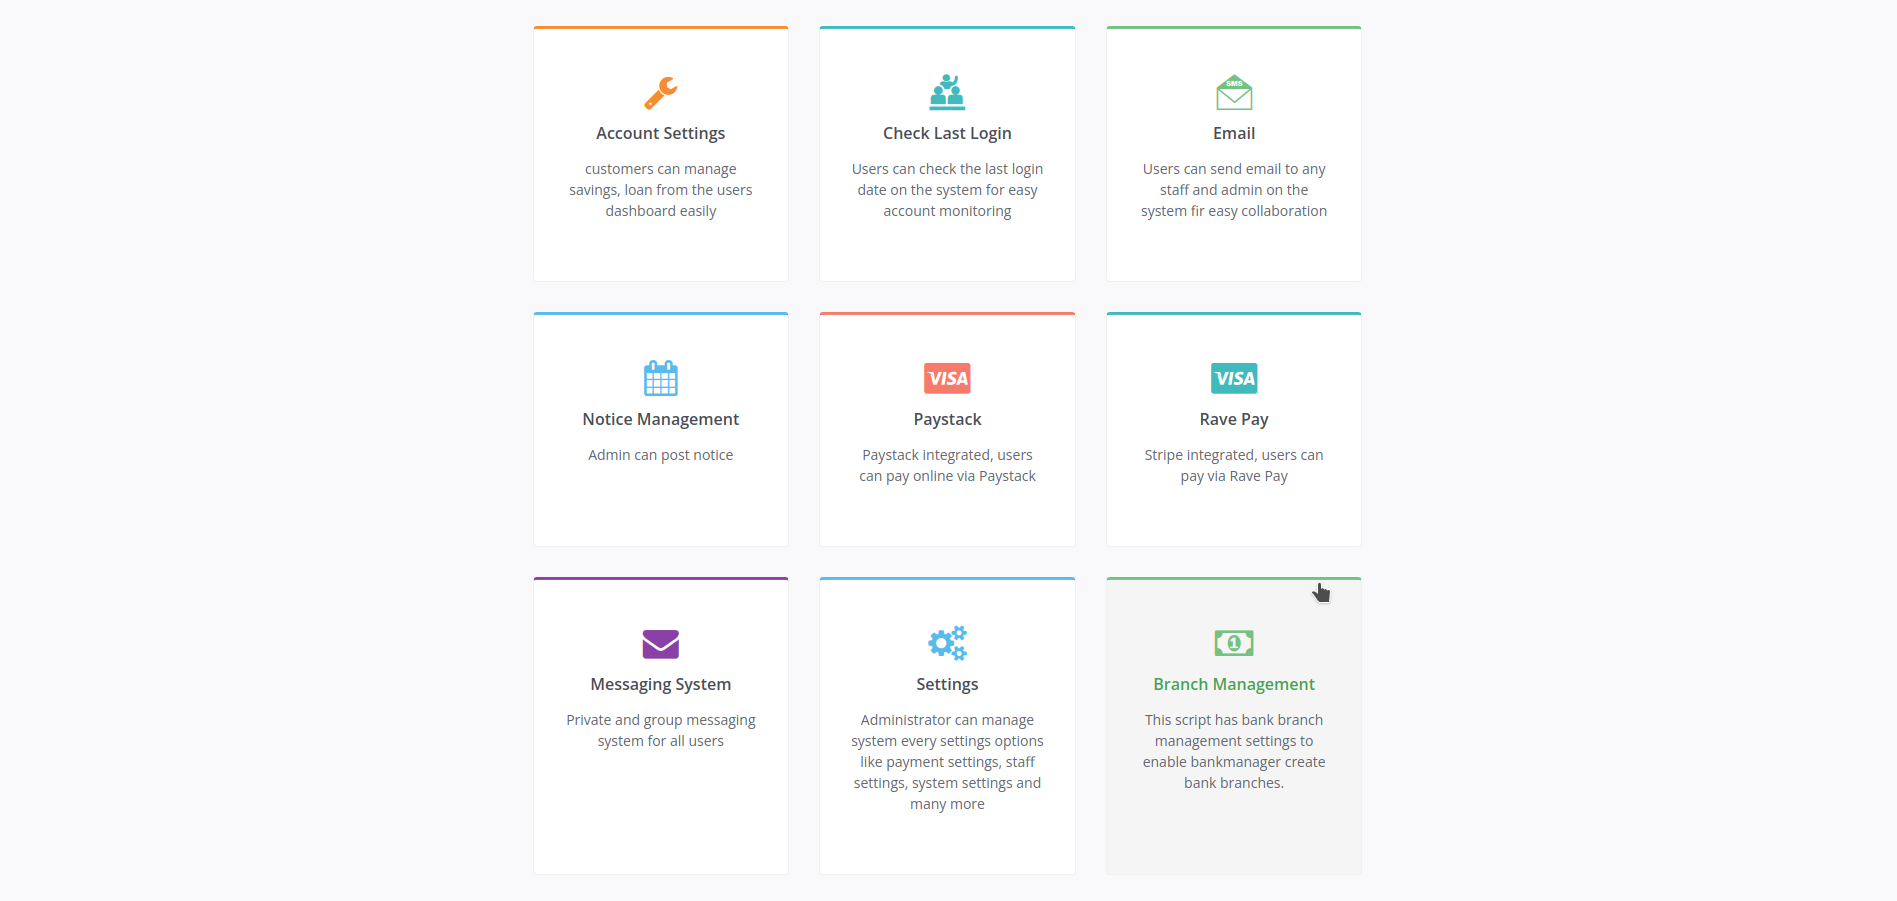 SMS
Account Settings
customers can manage
savings, loan from the users
dashboard easily
Check Last Login
Users can check the last login
date on the system for easy
account monitoring
Email
Users can send email to any
staff and admin on the
system fir easy collaboration
Notice Management
Admin can post notice
VISA
Paystack
Paystack integrated, users
can pay online via Paystack
VISA
Rave Pay
Stripe integrated, users can
pay via Rave Pay
Messaging System
Private and group messaging
system for all users
Settings
Administrator can manage
system every settings options
like payment settings, staff
settings, system settings and
many more
1
Branch Management
This script has bank branch
management settings to
enable bankmanager create
bank branches.